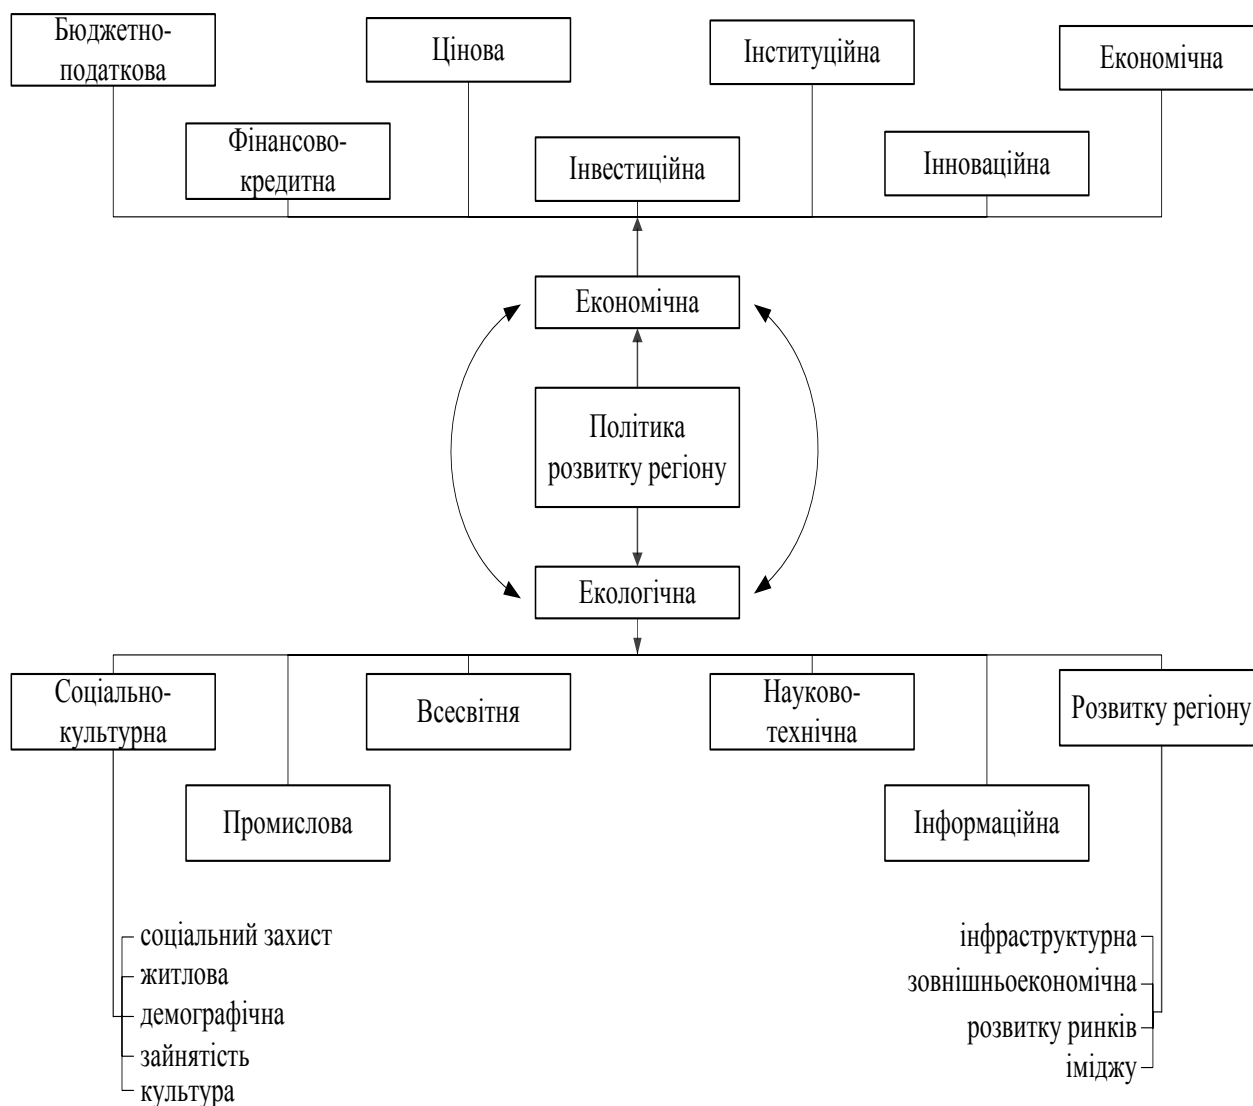 Бюджетно-
податкова
Цінова
Інституційна
Економічна
Фінансово-
кредитна
Інвестиційна
Інноваційна
Економічна
Політика
розвитку регіону
Екологічна
Соціально-
культурна
Всесвітня
Науково-
технічна
Розвитку регіону
Промислова
Інформаційна
соціальний захист
житлова
демографічна
зайнятість
культура
інфраструктурна
зовнішньоекономічна
розвитку ринків
іміджу